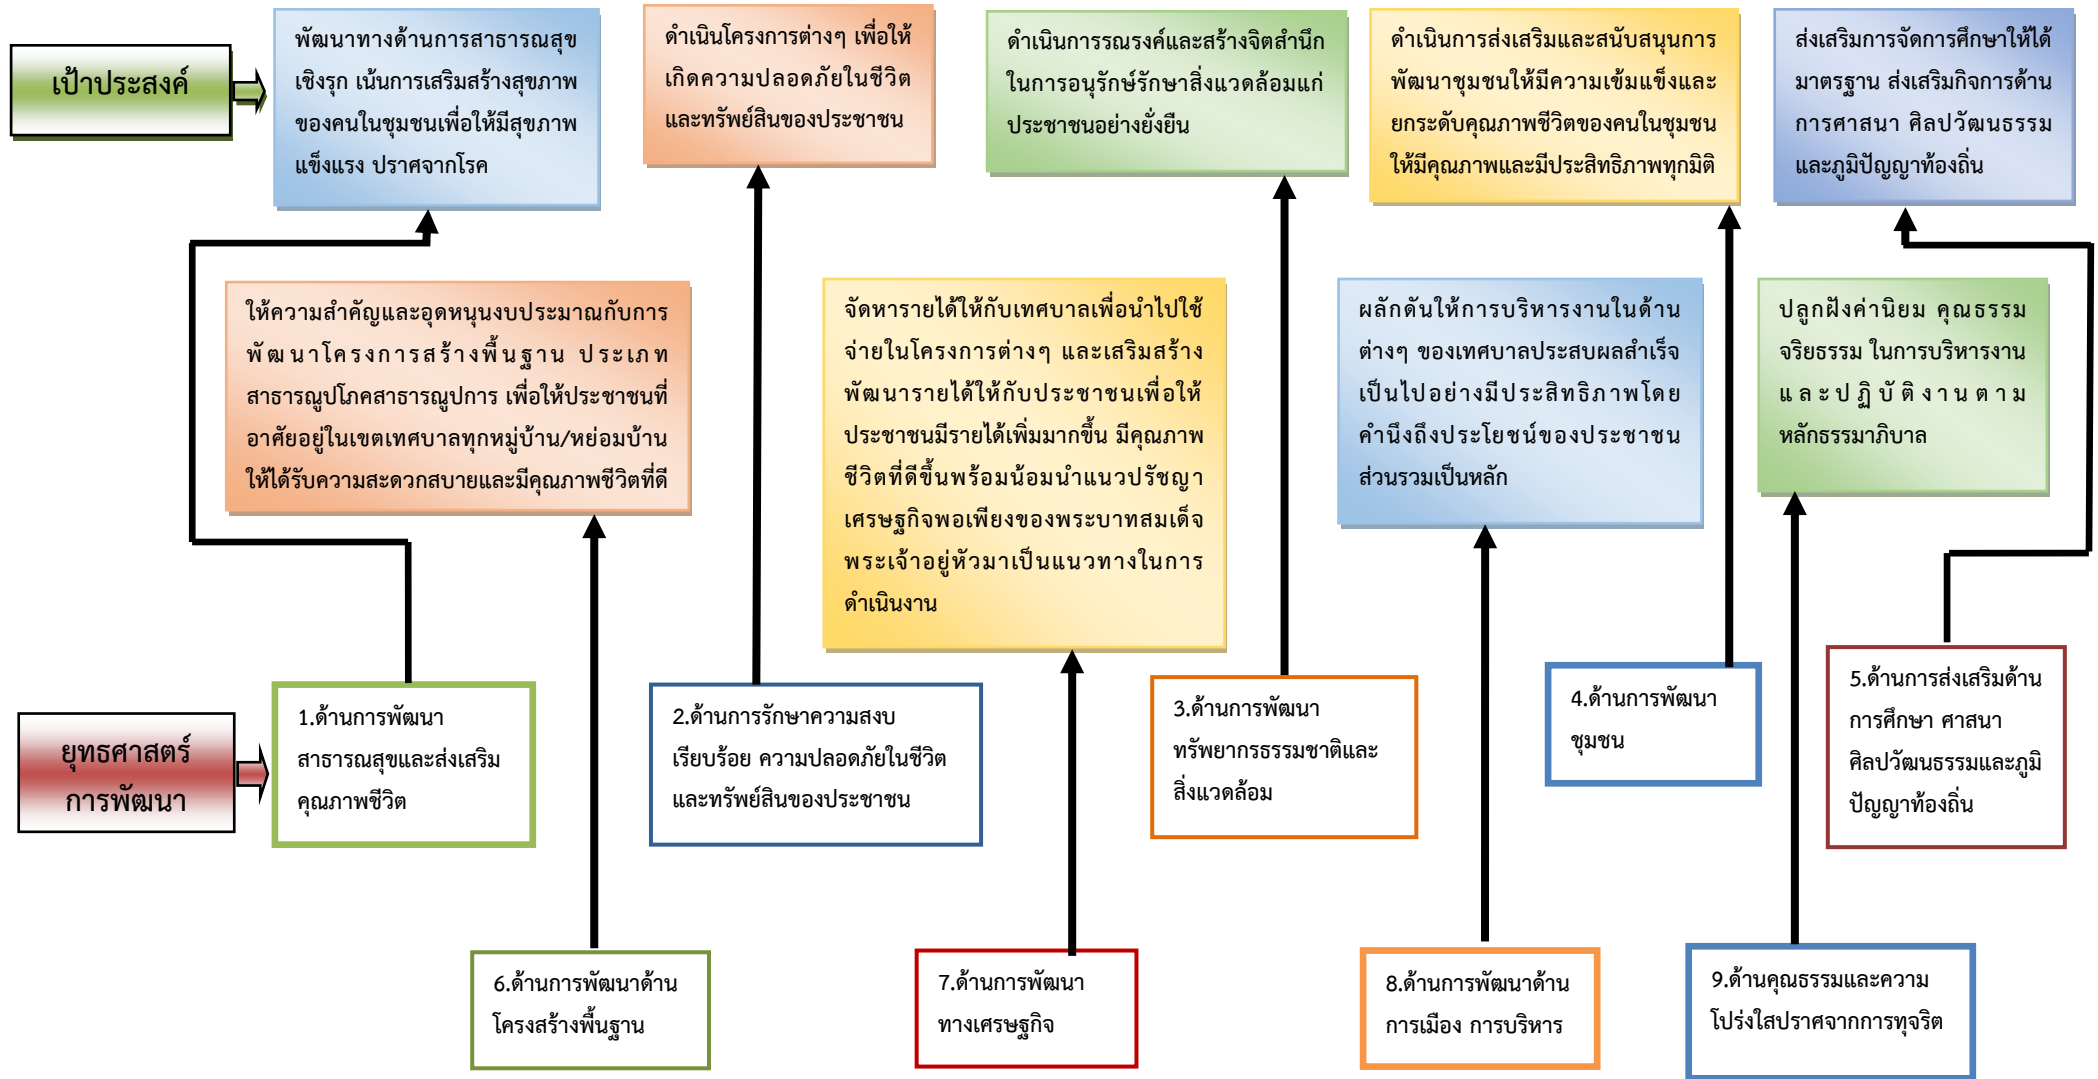 เป้าประสงค์
พัฒนาทางด้านการสาธารณสุข
เชิงรุก เน้นการเสริมสร้างสุขภาพ
ของคนในชุมชนเพื่อให้มีสุขภาพ
แข็งแรง ปราศจากโรค
ดำเนินโครงการต่างๆ เพื่อให้
เกิดความปลอดภัยในชีวิต
และทรัพย์สินของประชาชน
ดำเนินการรณรงค์และสร้างจิตสำนึก
ในการอนุรักษ์รักษาสิ่งแวดล้อมแก่
ประชาชนอย่างยั่งยืน
ดำเนินการส่งเสริมและสนับสนุนการ
พัฒนาชุมชนให้มีความเข้มแข็งและ
ยกระดับคุณภาพชีวิตของคนในชุมชน
ให้มีคุณภาพและมีประสิทธิภาพทุกมิติ
ส่งเสริมการจัดการศึกษาให้ได้
มาตรฐาน ส่งเสริมกิจการด้าน
การศาสนา ศิลปวัฒนธรรม
และภูมิปัญญาท้องถิ่น
ให้ความสำคัญและอุดหนุนงบประมาณกับการ
พัฒนาโครงการสร้างพื้นฐาน ประเภท
สาธารณูปโภคสาธารณูปการ เพื่อให้ประชาชนที่
อาศัยอยู่ในเขตเทศบาลทุกหมู่บ้าน/หย่อมบ้าน
ให้ได้รับความสะดวกสบายและมีคุณภาพชีวิตที่ดี
จัดหารายได้ให้กับเทศบาลเพื่อนำไปใช้
จ่ายในโครงการต่างๆ และเสริมสร้าง
พัฒนารายได้ให้กับประชาชนเพื่อให้
ประชาชนมีรายได้เพิ่มมากขึ้น มีคุณภาพ
ชีวิตที่ดีขึ้นพร้อมน้อมนำแนวปรัชญา
เศรษฐกิจพอเพียงของพระบาทสมเด็จ
พระเจ้าอยู่หัวมาเป็นแนวทางในการ
ดำเนินงาน
ผลักดันให้การบริหารงานในด้าน
ต่างๆ ของเทศบาลประสบผลสำเร็จ
เป็นไปอย่างมีประสิทธิภาพโดย
คำนึงถึงประโยชน์ของประชาชน
ส่วนรวมเป็นหลัก
ปลูกฝังค่านิยม คุณธรรม
จริยธรรม ในการบริหารงาน
และปฏิบัติงานตาม
หลักธรรมาภิบาล
ยุทธศาสตร์
การพัฒนา
1.ด้านการพัฒนา
สาธารณสุขและส่งเสริม
คุณภาพชีวิต
2.ด้านการรักษาความสงบ
เรียบร้อย ความปลอดภัยในชีวิต
และทรัพย์สินของประชาชน
3.ด้านการพัฒนา
ทรัพยากรธรรมชาติและ
สิ่งแวดล้อม
4.ด้านการพัฒนา
ชุมชน
5.ด้านการส่งเสริมด้าน
การศึกษา ศาสนา
ศิลปวัฒนธรรมและภูมิ
ปัญญาท้องถิ่น
6.ด้านการพัฒนาด้าน
โครงสร้างพื้นฐาน
7.ด้านการพัฒนา
ทางเศรษฐกิจ
8.ด้านการพัฒนาด้าน
การเมือง การบริหาร
9.ด้านคุณธรรมและความ
โปร่งใสปราศจากการทุจริต